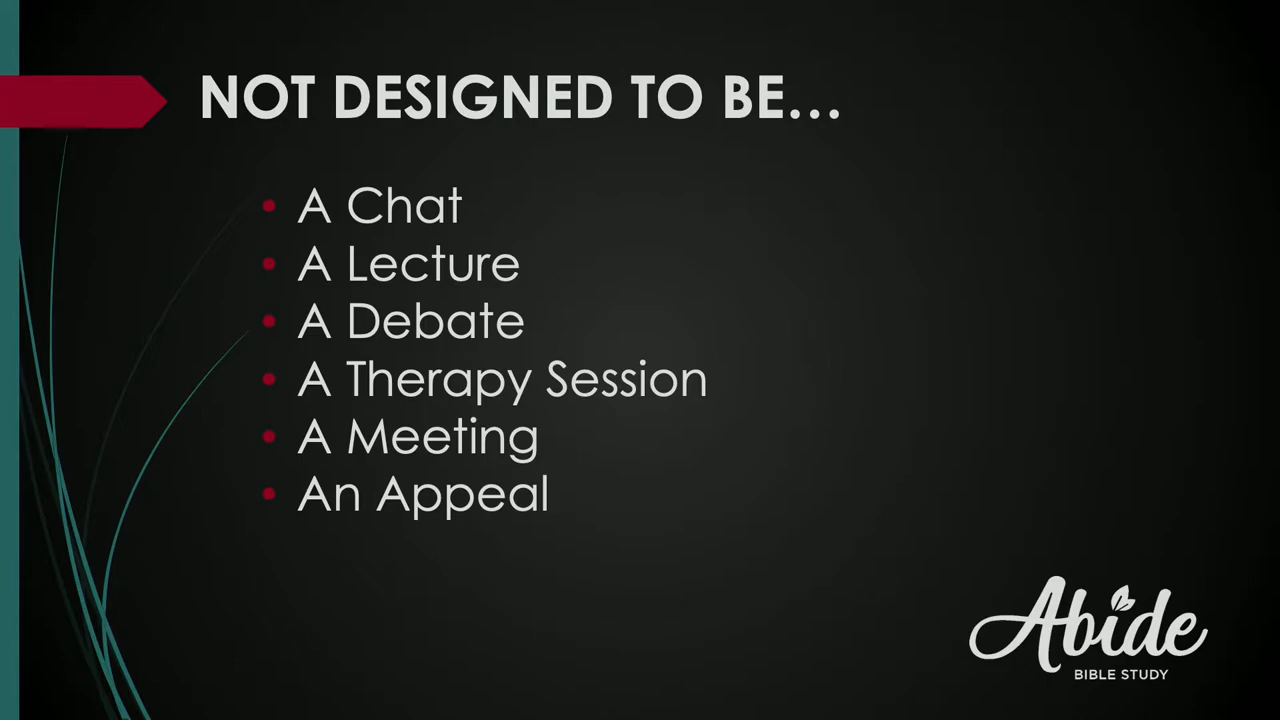 NOT DESIGNED TO BE...
• A Chat
• A Lecture
• A Debate
• A Therapy Session
• A Meeting
• An Appeal
Abide
BIBLE STUDY